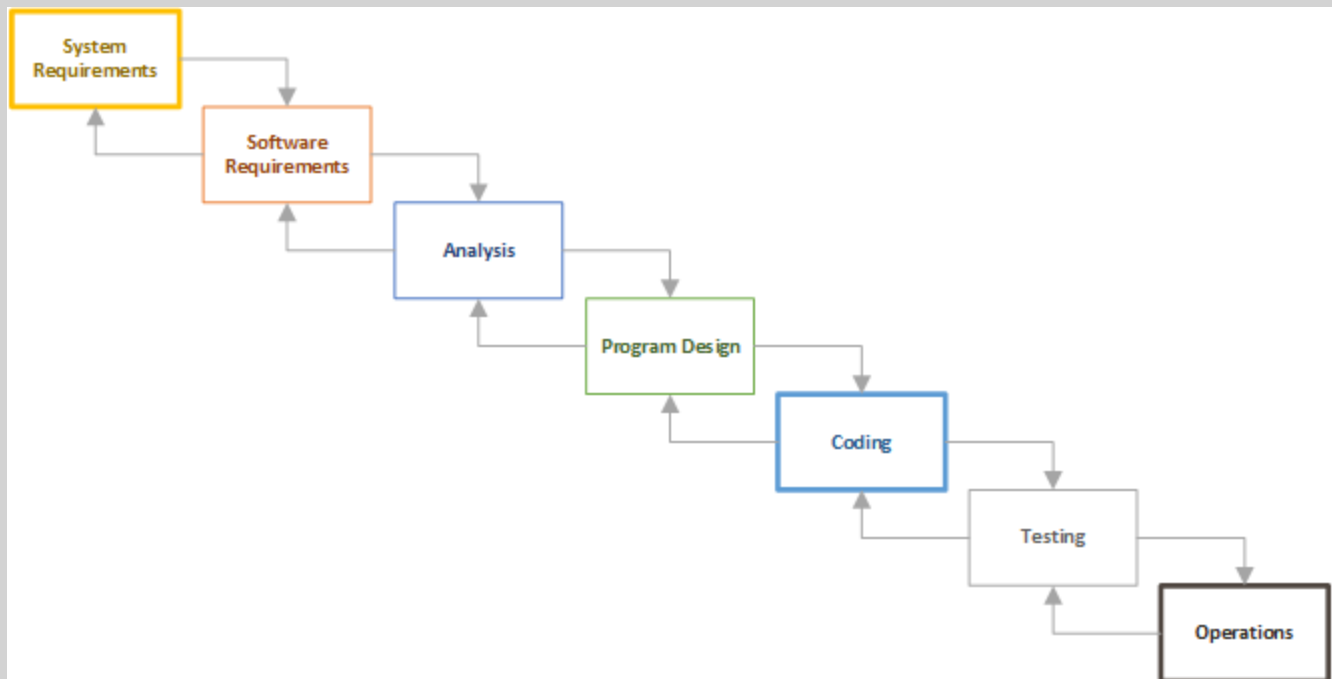 System
Requirements
Software
Requirements
Analysis
Program Design
Coding
Testing
Operations